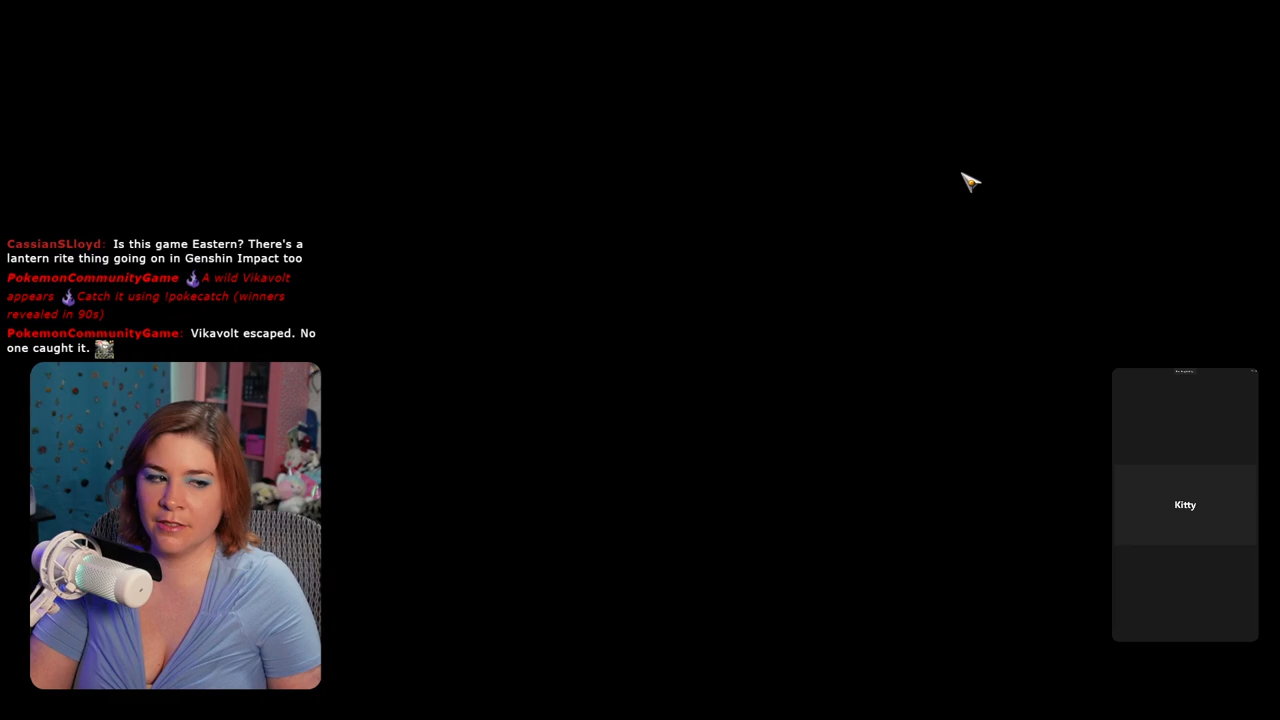 CassianSLloyd: Is this game Eastern? There's a
lantern rite thing going on in Genshin Impact too
PokemonCommunityGame A wild Vikavolt
appears Catch it using !pokecatch (winners
revealed in 90s)
PokemonCommunityGame: Vikavolt escaped. No
one caught it.
Kitty